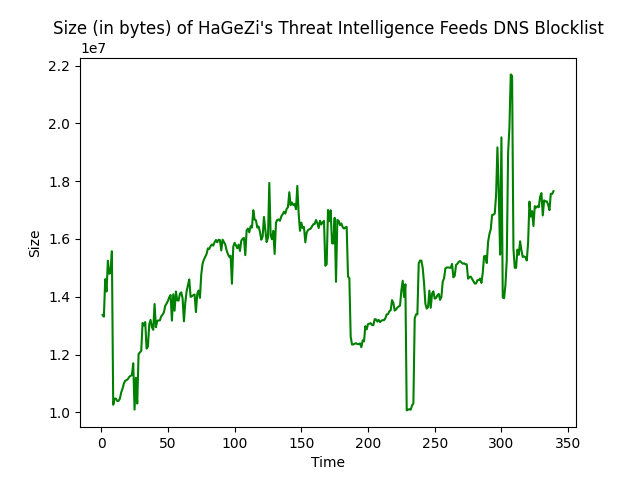 Size (in bytes) of HaGeZi's Threat Intelligence Feeds DNS Blocklist
1e7
2.2
2.0
1.8
1.6
1.4
1.2
1.0
Size
0 50 100 150 200 250 300 350
Time